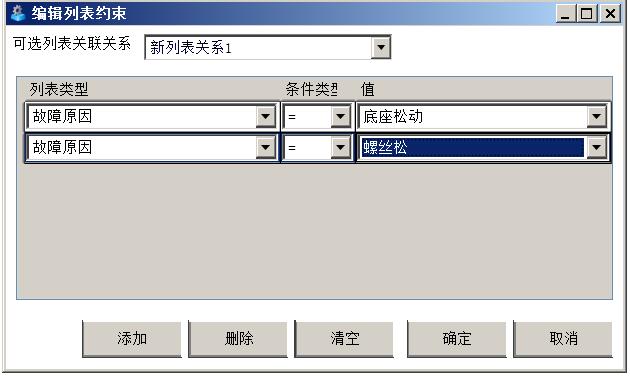 编辑列表约束
可选列表关联关系 新列表关系1
列表类型 条件类型 值
故障原因 = 底座松动
故障原因 = 螺丝松
添加 删除 清空 确定 取消